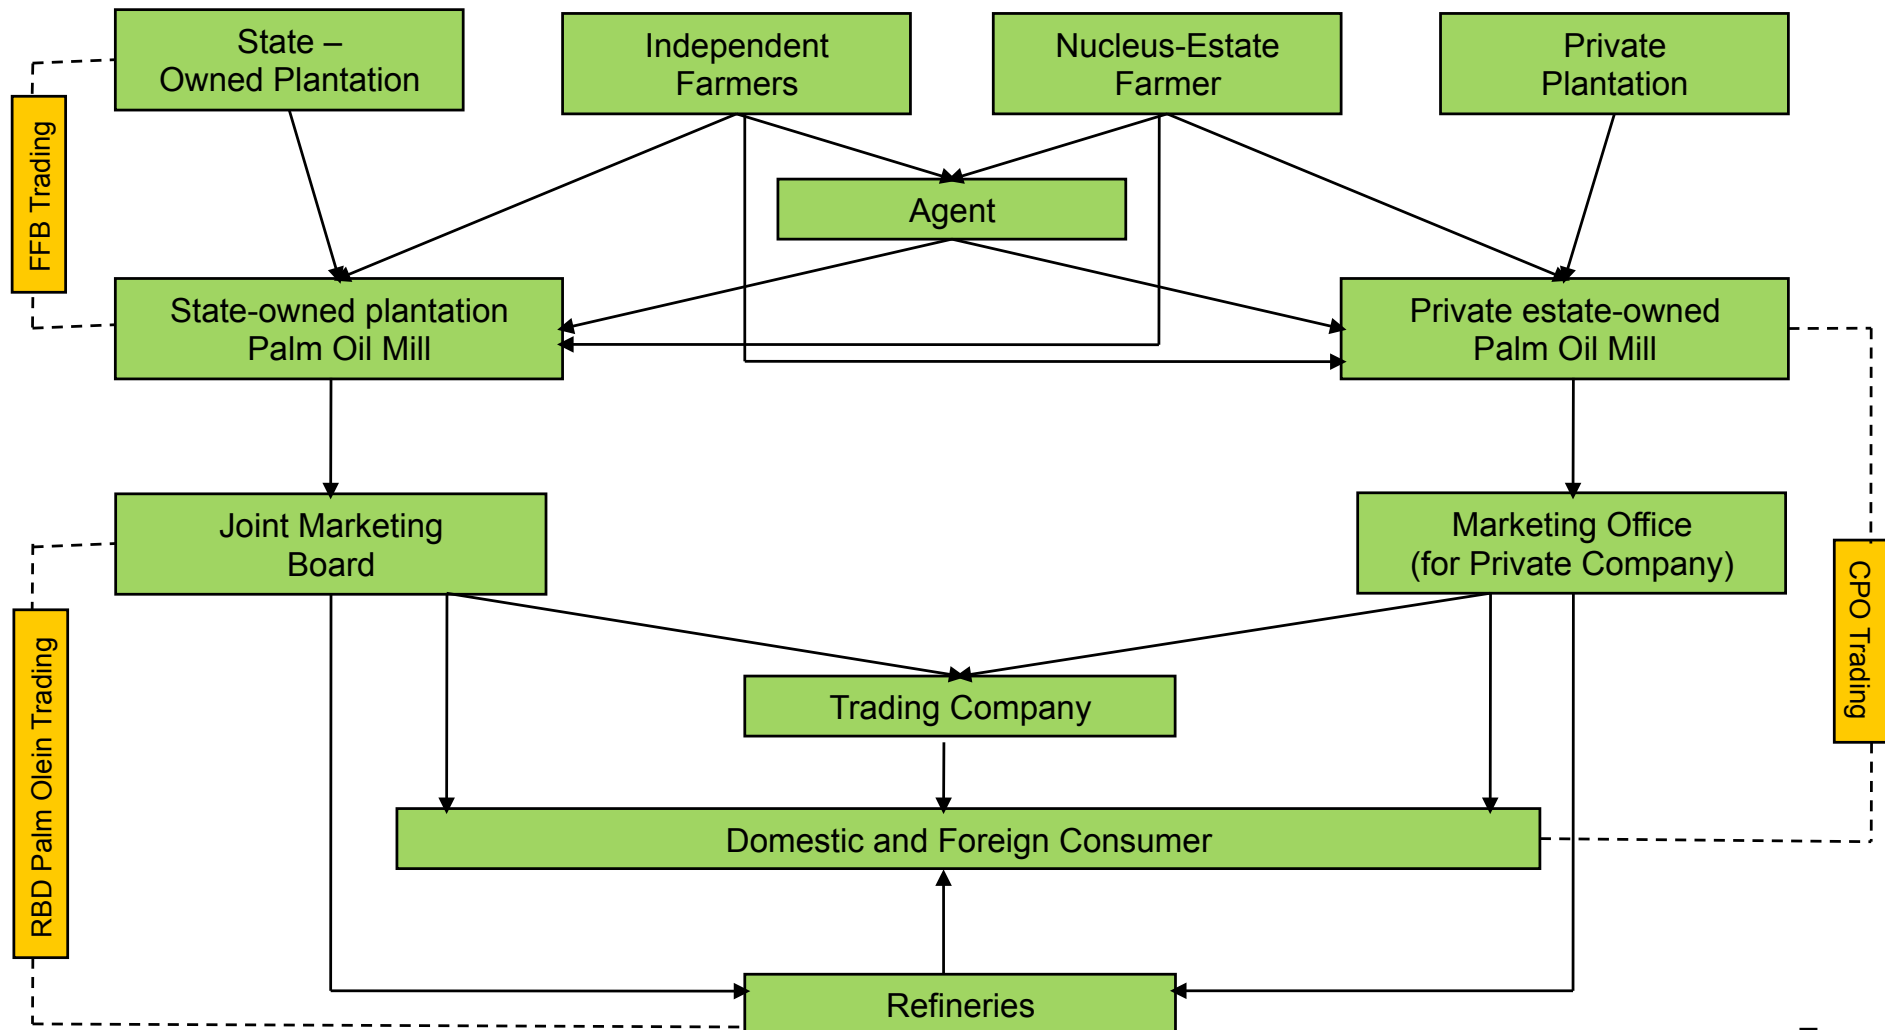 State –
Owned Plantation
Independent
Farmers
Nucleus-Estate
Farmer
Private
Plantation
FFB Trading
Agent
State-owned plantation
Palm Oil Mill
Private estate-owned
Palm Oil Mill
Joint Marketing
Board
Marketing Office
(for Private Company)
CPO Trading
RBD Palm Olein Trading
Trading Company
Domestic and Foreign Consumer
Refineries